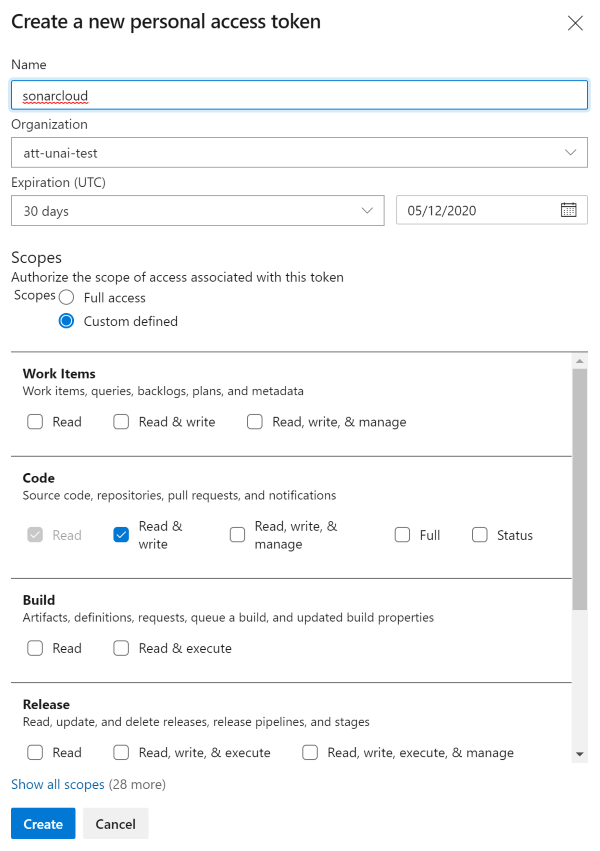 Create a new personal access token
Name
sonarcloud
Organization
att-unai-test
Expiration (UTC)
30 days
05/12/2020
Scopes
Authorize the scope of access associated with this token
Scopes Full access
Custom defined
Work Items
Work items, queries, backlogs, plans, and metadata
Read Read & write Read, write, & manage
Code
Source code, repositories, pull requests, and notifications
Read Read & write Read, write, & manage Full Status
Build
Artifacts, definitions, requests, queue a build, and updated build properties
Read Read & execute
Release
Read, update, and delete releases, release pipelines, and stages
Read Read, write, & execute Read, write, execute, & manage
Show all scopes (28 more)
Create Cancel